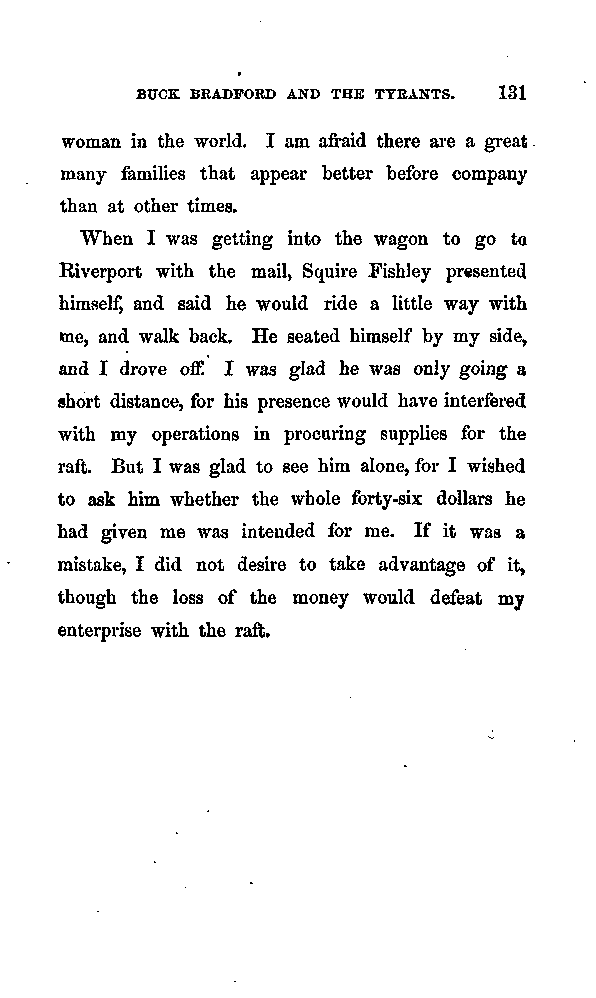 BUCK BRADFORD AND THE TYRANTS. 131
woman in the world. I am afraid there are a great
many families that appear better before company
than at other times.
When I was getting into the wagon to go to
Riverport with the mail, Squire Fishley presented
himself, and said he would ride a little way with
me, and walk back. He seated himself by my side,
and I drove off. I was glad he was only going a
short distance, for his presence would have interfered
with my operations in procuring supplies for the
raft. But I was glad to see him alone, for I wished
to ask him whether the whole forty-six dollars he
had given me was intended for me. If it was a
mistake, I did not desire to take advantage of it,
though the loss of the money would defeat my
enterprise with the raft.